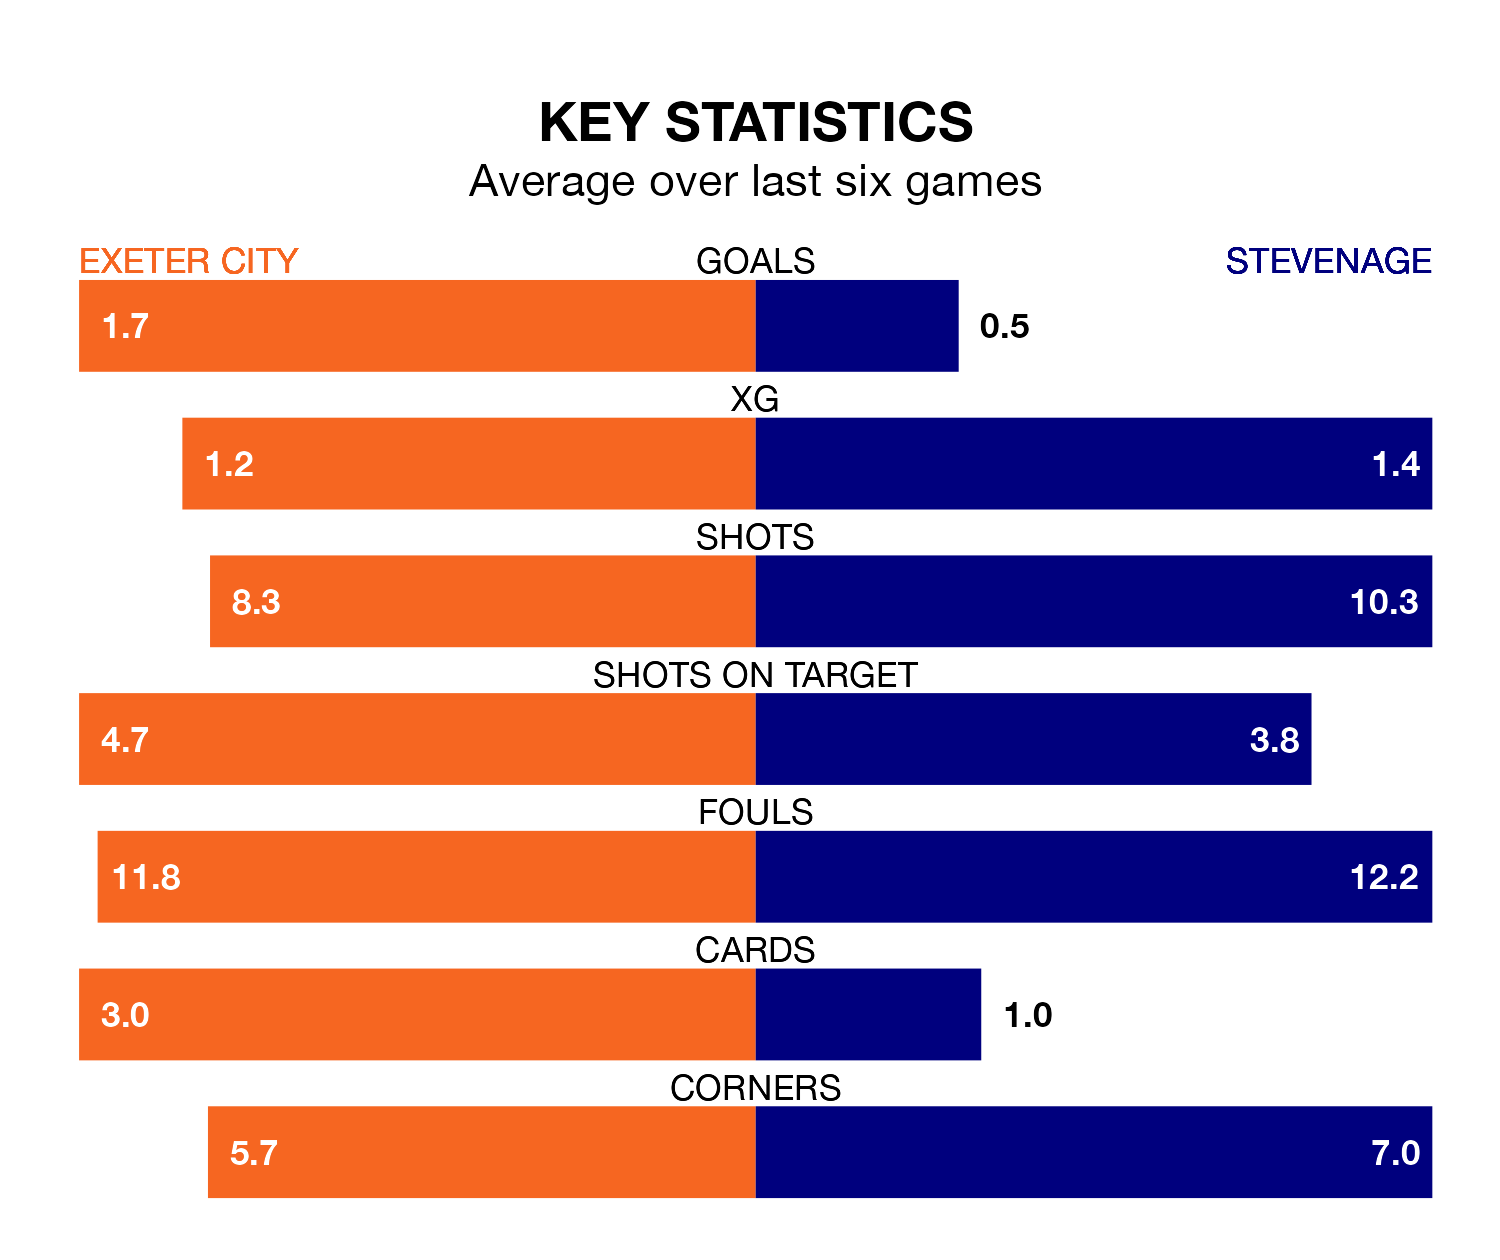 KEY STATISTICS
Average over last six games
EXETER CITY GOALS STEVENAGE
1.7 0.5
XG
1.2 1.4
SHOTS
8.3 10.3
SHOTS ON TARGET
4.7 3.8
FOULS
11.8 12.2
CARDS
3.0 1.0
CORNERS
5.7 7.0